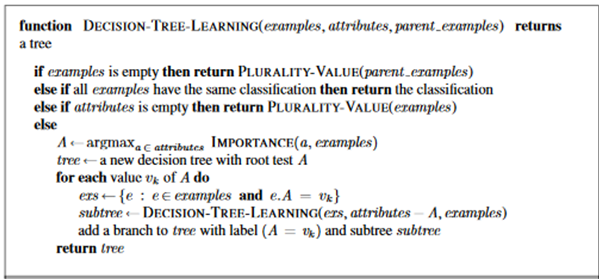 function DECISION-TREE-LEARNING(examples, attributes, parent_examples) returns
a tree
if examples is empty then return PLURALITY-VALUE(parent_examples)
else if all examples have the same classification then return the classification
else if attributes is empty then return PLURALITY-VALUE(examples)
else
A ← argmax a ∈ attributes IMPORTANCE(a, examples)
tree ← a new decision tree with root test A
for each value vk of A do
exs ← {e : e ∈ examples and e.A = vk}
subtree ← DECISION-TREE-LEARNING(exs, attributes − A, examples)
add a branch to tree with label (A = vk) and subtree subtree
return tree